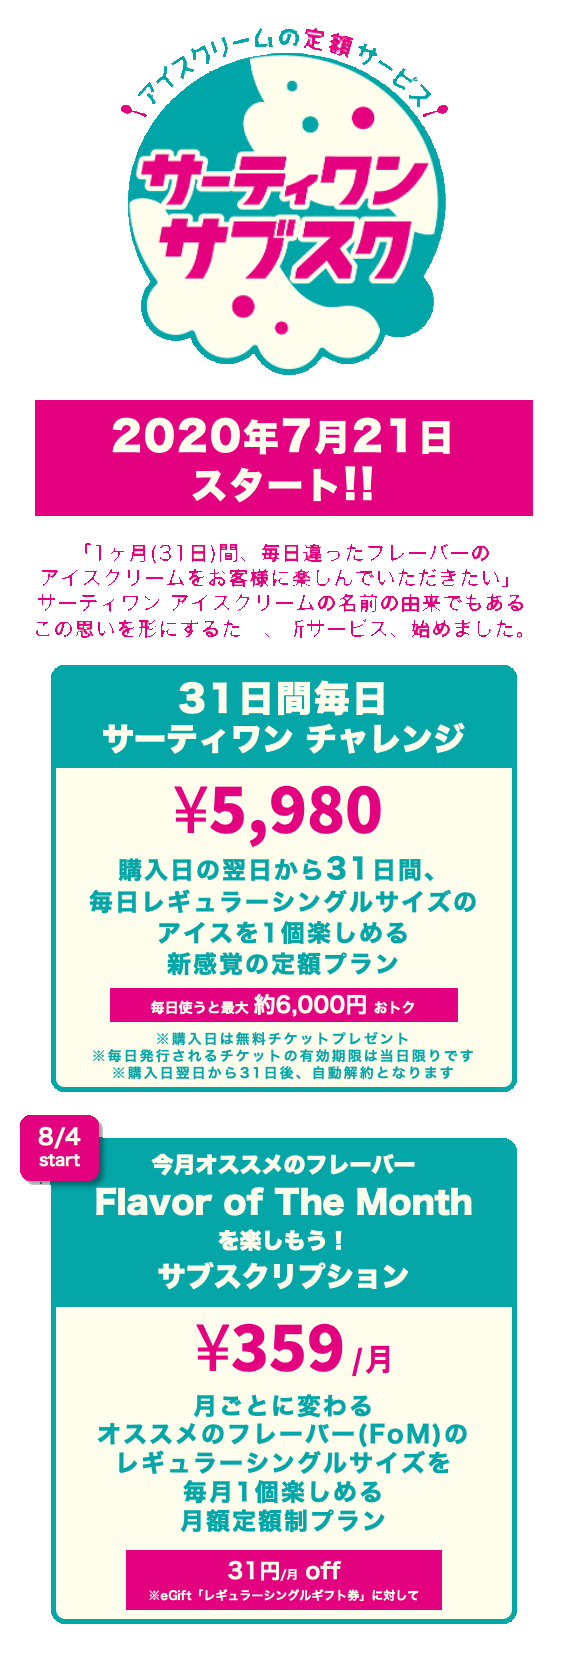 アイスクリームの定額サービス
サーティワン
サブスク
2020年7月21日
スタート!!
「1ヶ月(31日)間、毎日違ったフレーバーの
アイスクリームをお客様に楽しんでいただきたい」
サーティワン アイスクリームの名前の由来でもある
この思いを形にするた 、 サービス、始めました。
31日間毎日
サーティワン チャレンジ
¥5,980
購入日の翌日から31日間、
毎日レギュラーシングルサイズの
アイスを1個楽しめる
新感覚の定額プラン
毎日使うと最大 約6,000円 おトク
※購入日は無料チケットプレゼント
※毎日発行されるチケットの有効期限は当日限りです
※購入日翌日から31日後、自動解約となります
8/4
start
今月オススメのフレーバー
Flavor of The Month
を楽しもう！
サブスクリプション
¥359/月
月ごとに変わる
オススメのフレーバー(FoM)の
レギュラーシングルサイズを
毎月1個楽しめる
月額定額制プラン
31円/月 off
※eGift「レギュラーシングルギフト券」に対して